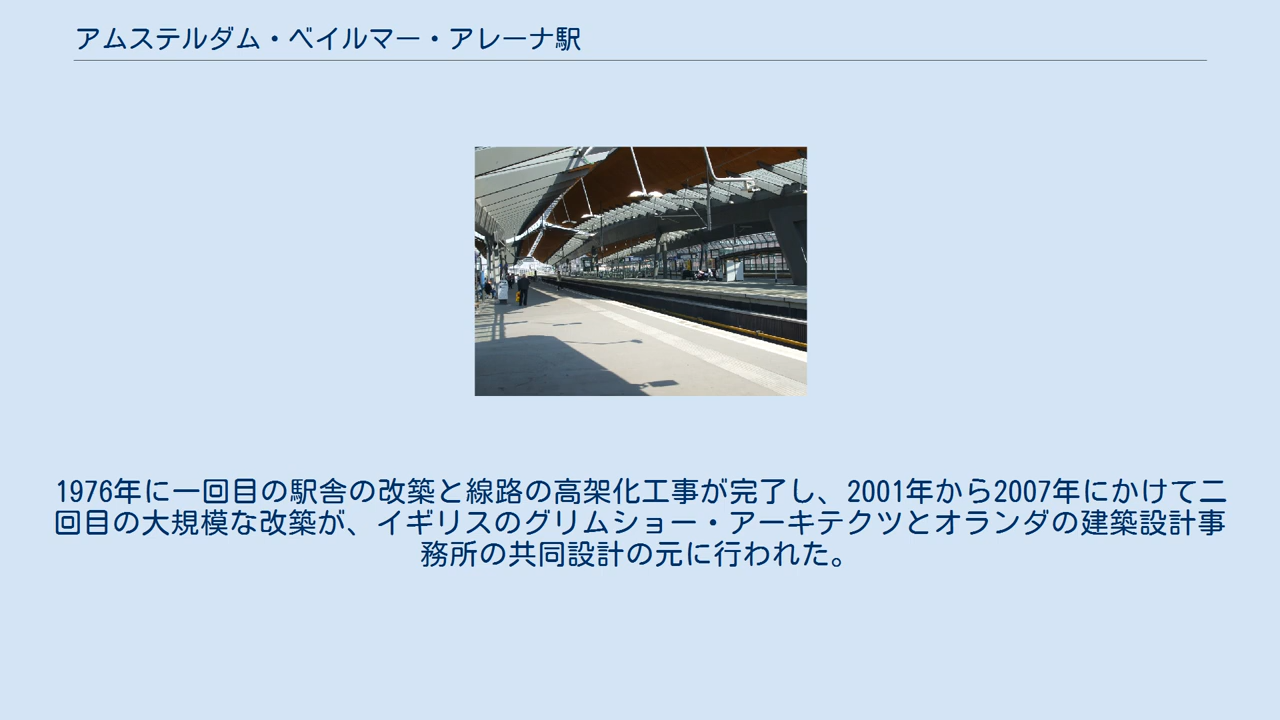 アムステルダム・ベイルマー・アレーナ駅
1976年に一回目の駅舎の改築と線路の高架化工事が完了し、2001年から2007年にかけて二
回目の大規模な改築が、イギリスのグリムショー・アーキテクツとオランダの建築設計事
務所の共同設計の元に行われた。